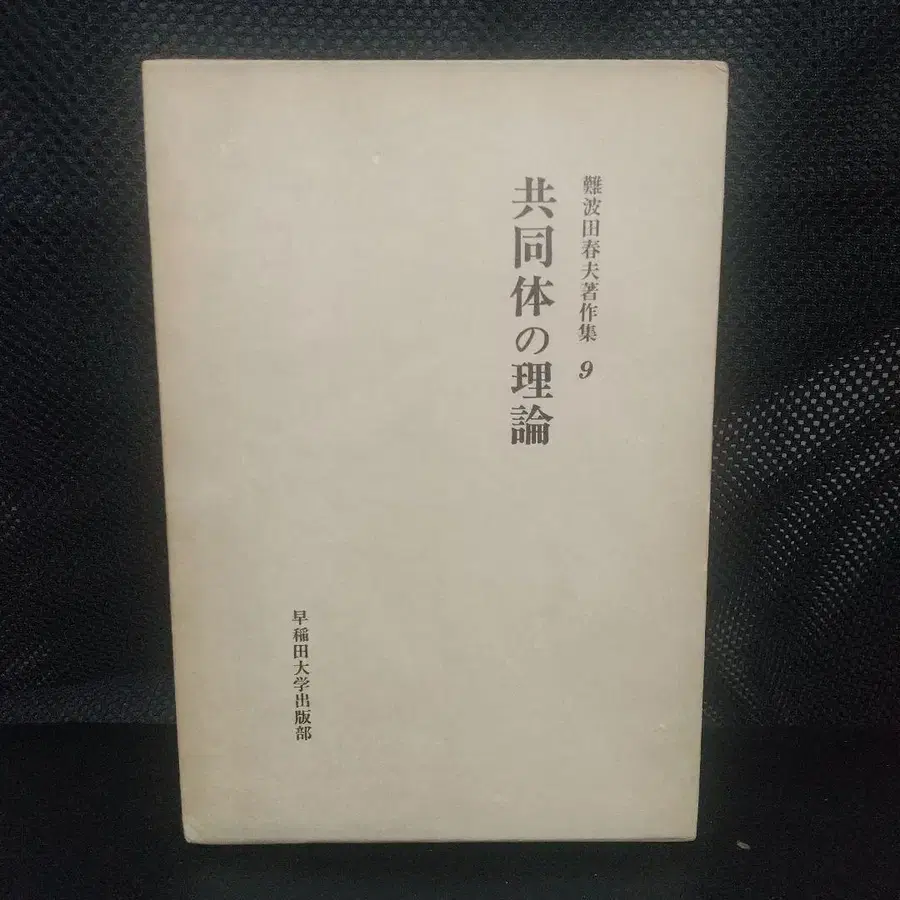 難波田春夫著作集 9
共同体の理論
早稲田大学出版部